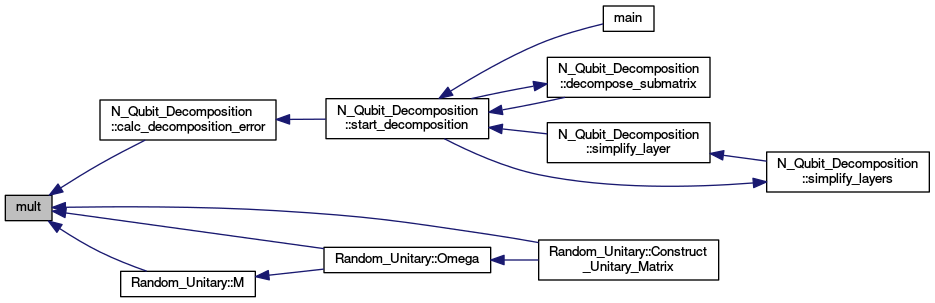 main
N_Qubit_Decomposition
::decompose_submatrix
N_Qubit_Decomposition
::calc_decomposition_error
N_Qubit_Decomposition
::start_decomposition
N_Qubit_Decomposition
::simplify_layer
N_Qubit_Decomposition
::simplify_layers
mult
Random_Unitary::Omega
Random_Unitary::Construct
_Unitary_Matrix
Random_Unitary::M